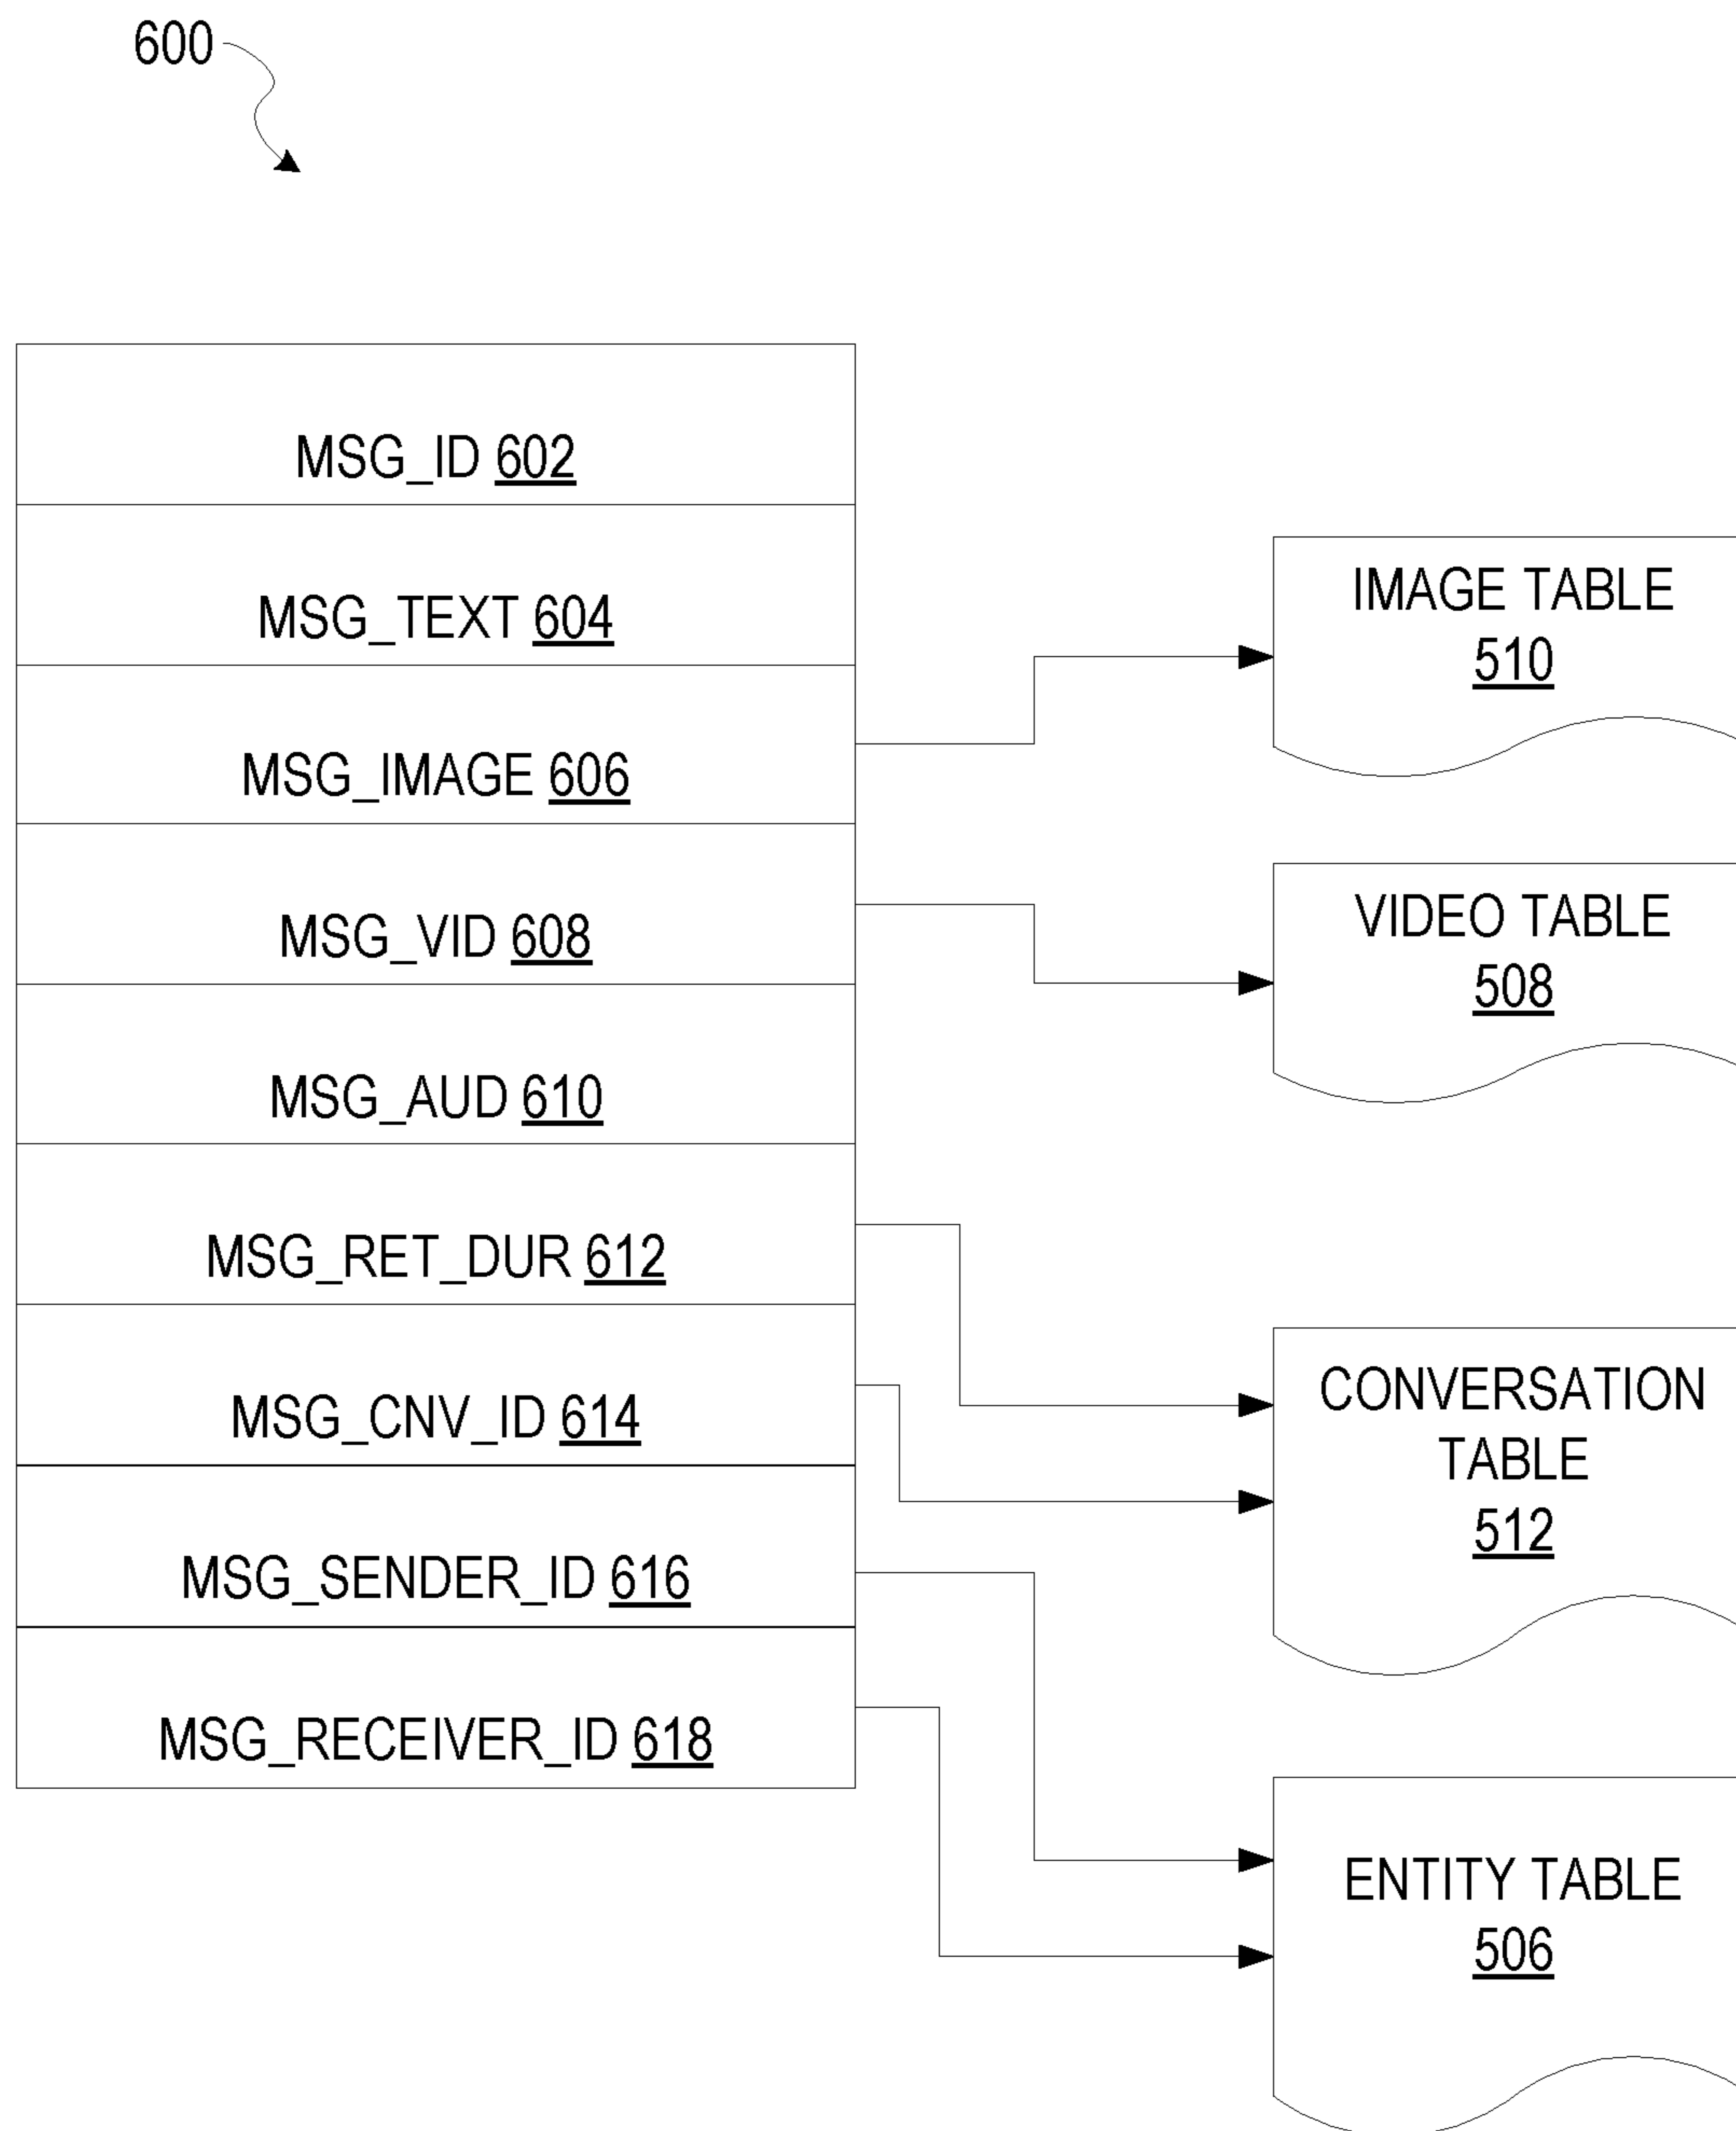 600
MSG_ID 602
MSG_TEXT 604
MSG_IMAGE 606
MSG_VID 608
MSG_AUD 610
MSG_RET_DUR 612
MSG_CNV_ID 614
MSG_SENDER_ID 616
MSG_RECEIVER_ID 618
IMAGE TABLE
510
VIDEO TABLE
508
CONVERSATION
TABLE
512
ENTITY TABLE
506